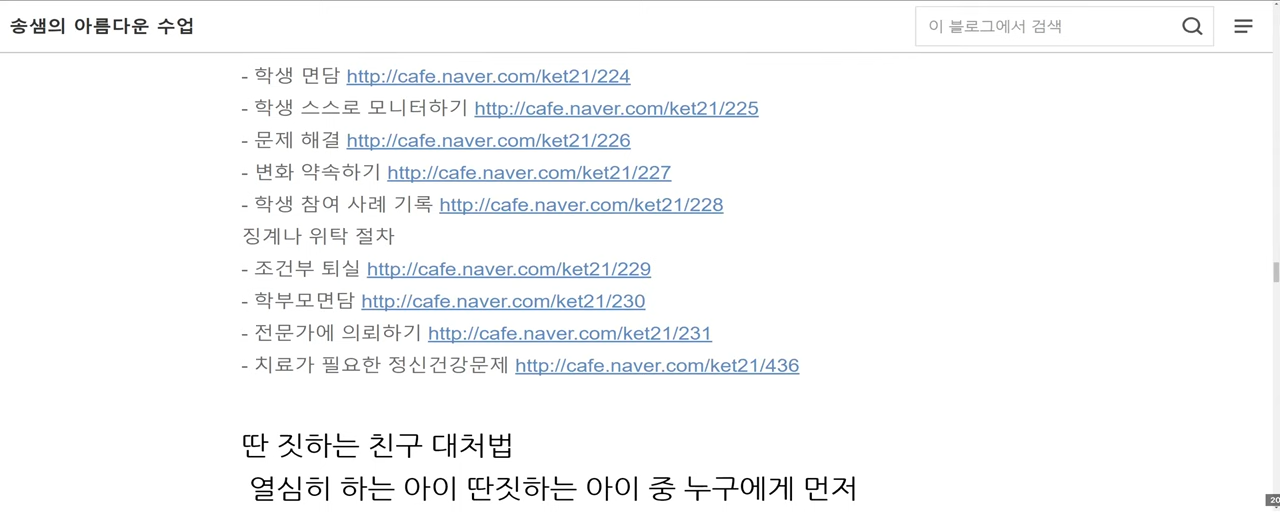 송샘의 아름다운 수업
이 블로그에서 검색
- 학생 면담 http://cafe.naver.com/ket21/224
- 학생 스스로 모니터하기 http://cafe.naver.com/ket21/225
- 문제 해결 http://cafe.naver.com/ket21/226
- 변화 약속하기 http://cafe.naver.com/ket21/227
- 학생 참여 사례 기록 http://cafe.naver.com/ket21/228
징계나 위탁 절차
- 조건부 퇴실 http://cafe.naver.com/ket21/229
- 학부모면담 http://cafe.naver.com/ket21/230
- 전문가에 의뢰하기 http://cafe.naver.com/ket21/231
- 치료가 필요한 정신건강문제 http://cafe.naver.com/ket21/436
딴 짓하는 친구 대처법
열심히 하는 아이 딴짓하는 아이 중 누구에게 먼저